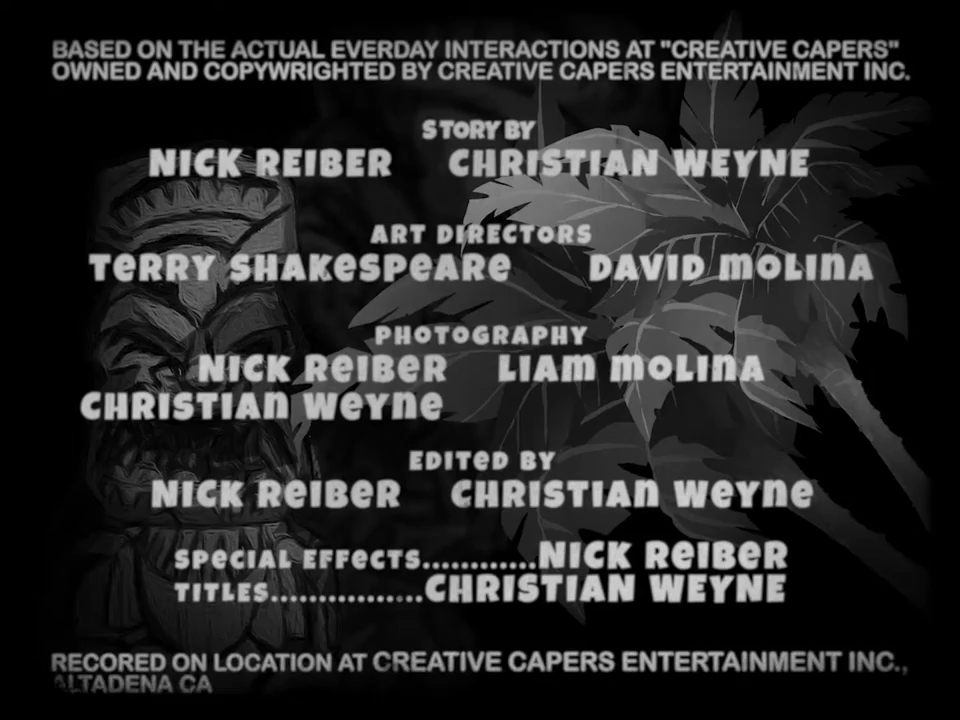 BASED ON THE ACTUAL EVERDAY INTERACTIONS AT "CREATIVE CAPERS"
OWNED AND COPYWRIGHTED BY CREATIVE CAPERS ENTERTAINMENT INC.
STORY BY
NICK REIBER CHRISTIAN WEYNE
ART DIRECTORS
TERRY SHAKESPEARE DAVID MOLINA
PHOTOGRAPHY
NICK REIBER LIAM MOLINA
CHRISTIAN WEYNE
EDITED BY
NICK REIBER CHRISTIAN WEYNE
SPECIAL EFFECTS............NICK REIBER
TITLES................CHRISTIAN WEYNE
RECORED ON LOCATION AT CREATIVE CAPERS ENTERTAINMENT INC.,
ALTADENA CA